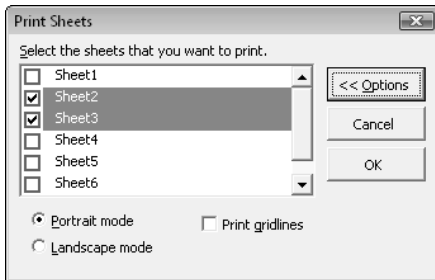 Print Sheets
Select the sheets that you want to print.
Sheet1
Sheet2
Sheet3
Sheet4
Sheet5
Sheet6
<< Options
Cancel
OK
Portrait mode
Print gridlines
Landscape mode